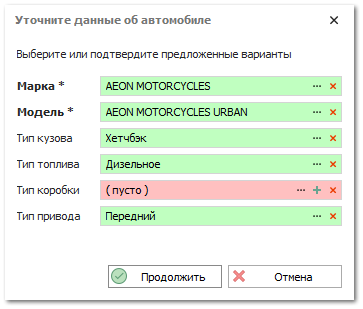 Уточните данные об автомобиле
Выберите или подтвердите предложенные варианты
Марка * AEON MOTORCYCLES
Модель * AEON MOTORCYCLES URBAN
Тип кузова Хетчбэк
Тип топлива Дизельное
Тип коробки ( пусто )
Тип привода Передний
Продолжить Отмена